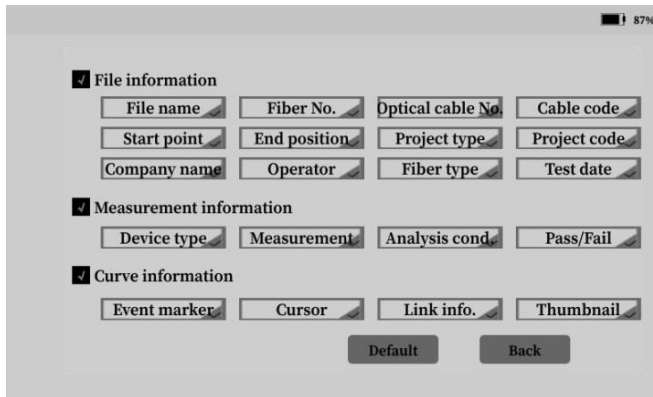 87%
File information
File name Fiber No. Optical cable No. Cable code
Start point End position Project type Project code
Company name Operator Fiber type Test date
Measurement information
Device type Measurement Analysis cond. Pass/Fail
Curve information
Event marker Cursor Link info. Thumbnail
Default Back